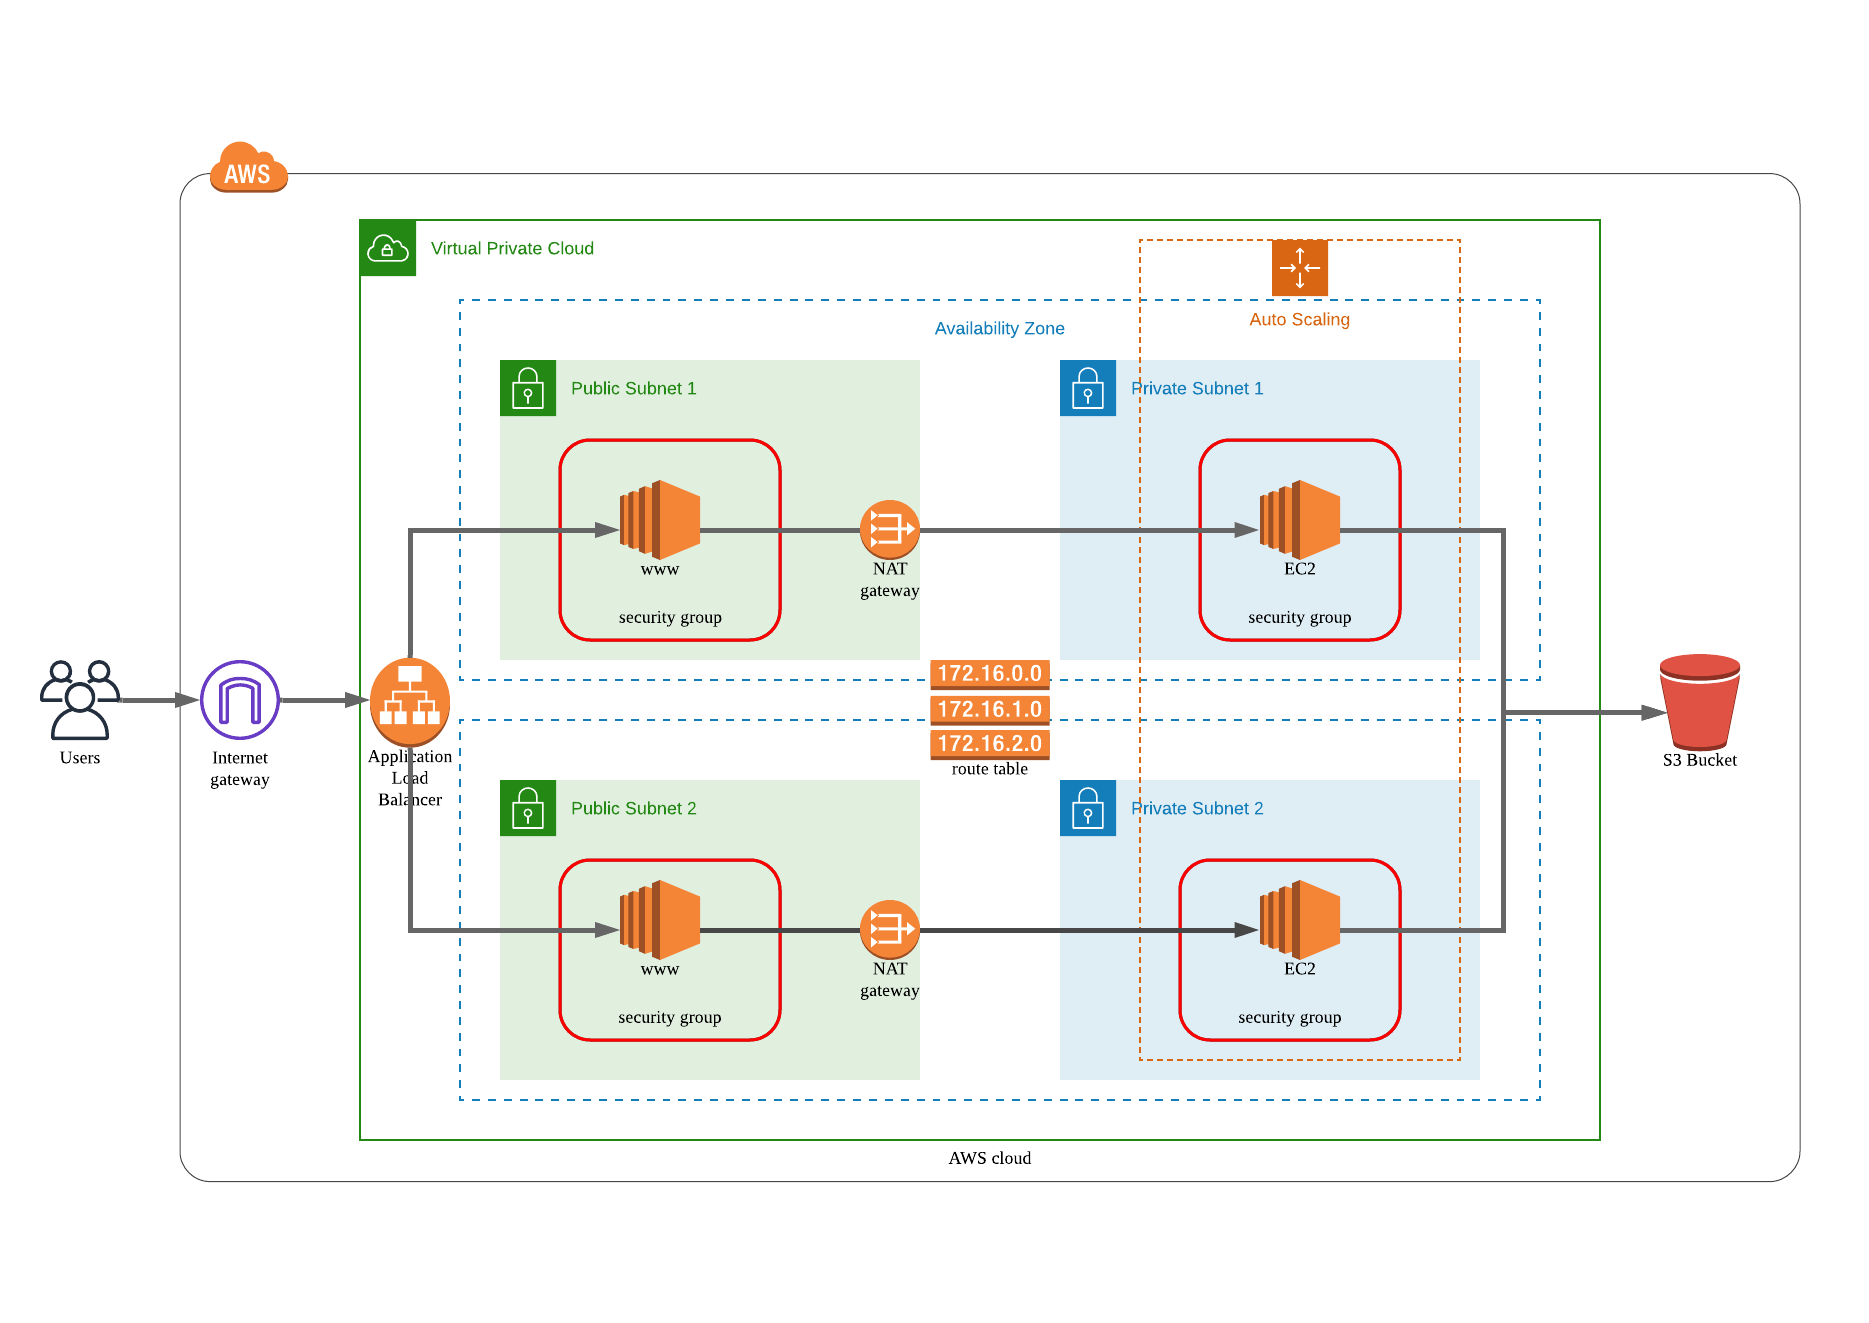 AWS
Virtual Private Cloud
Auto Scaling
Availability Zone
Public Subnet 1
Private Subnet 1
www
security group
NAT
gateway
EC2
security group
172.16.0.0
172.16.1.0
172.16.2.0
route table
Users
Internet
gateway
Application
Load
Balancer
S3 Bucket
Public Subnet 2
Private Subnet 2
www
security group
NAT
gateway
EC2
security group
AWS cloud